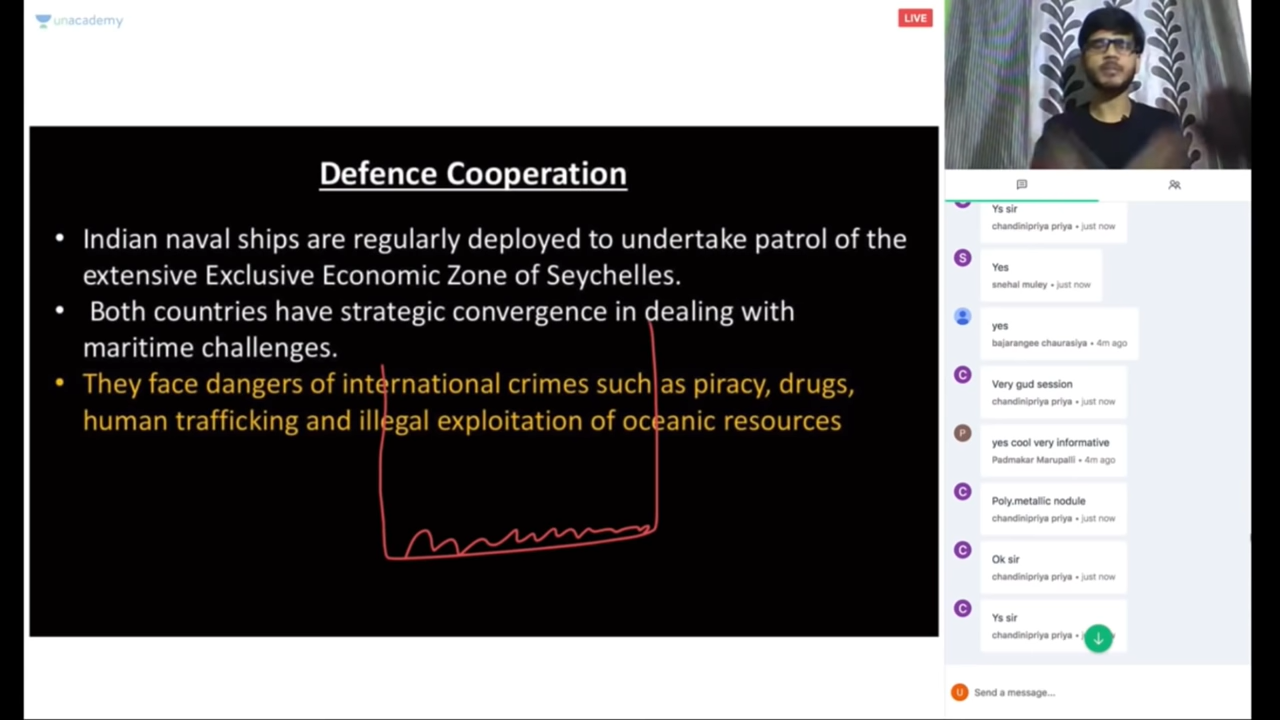 unacademy
LIVE
Defence Cooperation
• Indian naval ships are regularly deployed to undertake patrol of the
extensive Exclusive Economic Zone of Seychelles.
• Both countries have strategic convergence in dealing with
maritime challenges.
• They face dangers of international crimes such as piracy, drugs,
human trafficking and illegal exploitation of oceanic resources
C
Ys sir
chandinipriya priya • just now
S
Yes
snehal muley • just now
yes
bajarangee chaurasiya • 4m ago
C
Very gud session
chandinipriya priya • just now
P
yes cool very informative
Padmakar Marupalli • 4m ago
C
Poly.metallic nodule
chandinipriya priya • just now
C
Ok sir
chandinipriya priya • just now
C
Ys sir
chandinipriya priya •
U
Send a message...